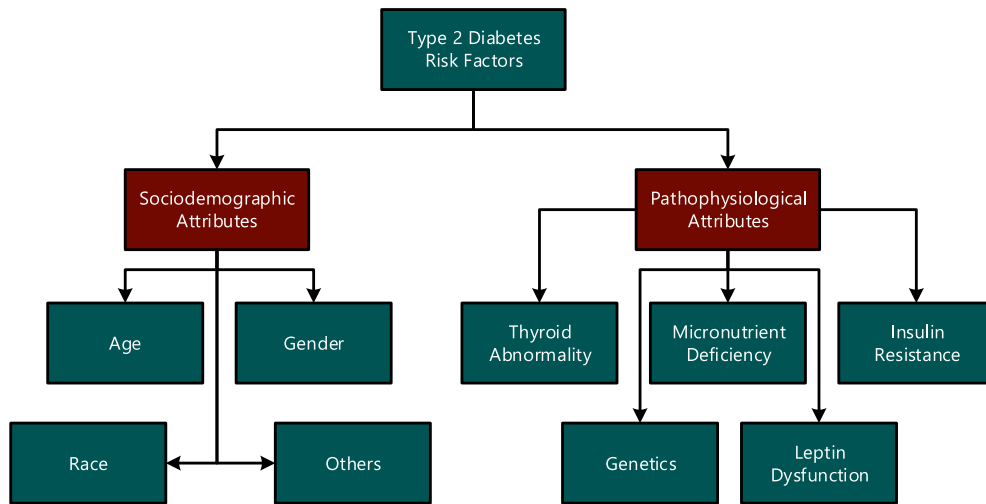 Type 2 Diabetes
Risk Factors
Sociodemographic
Attributes
Pathophysiological
Attributes
Age
Gender
Thyroid
Abnormality
Micronutrient
Deficiency
Insulin
Resistance
Race
Others
Genetics
Leptin
Dysfunction